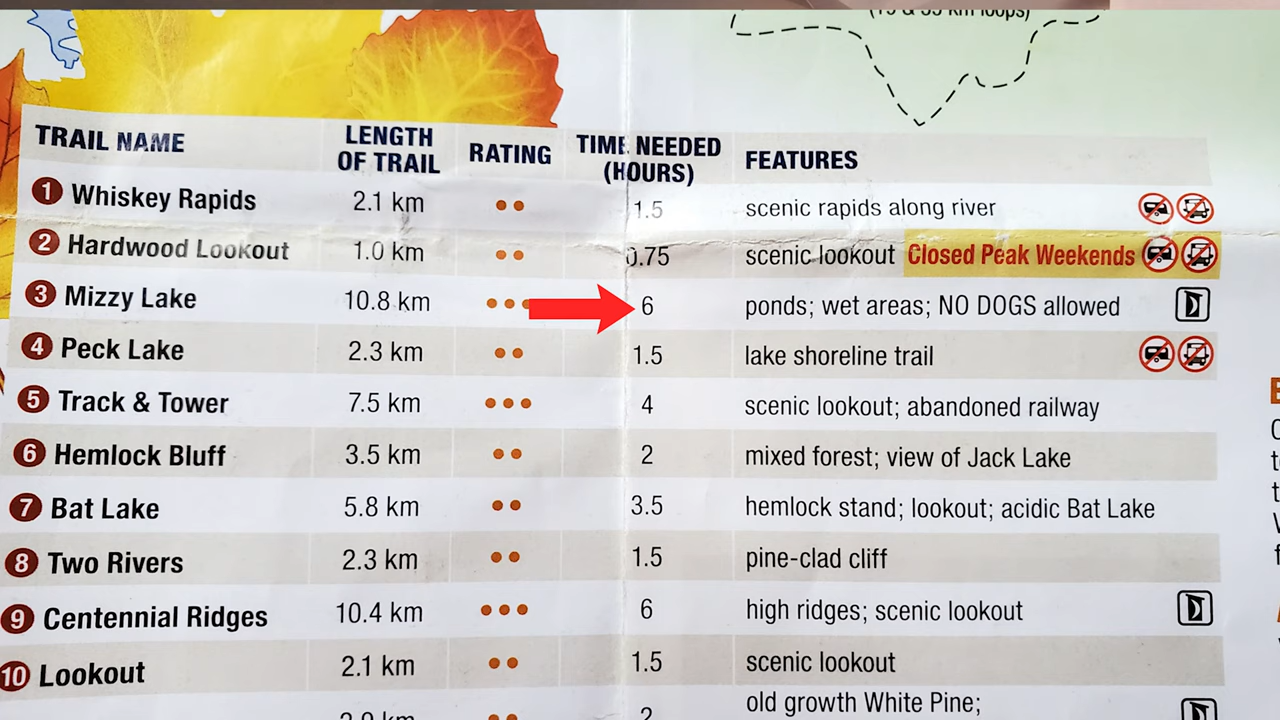 (19 & 35 km loops)
TRAIL NAME LENGTH OF TRAIL RATING TIME NEEDED (HOURS) FEATURES
1 Whiskey Rapids 2.1 km 1.5 scenic rapids along river
2 Hardwood Lookout 1.0 km 0.75 scenic lookout Closed Peak Weekends
3 Mizzy Lake 10.8 km 6 ponds; wet areas; NO DOGS allowed
4 Peck Lake 2.3 km 1.5 lake shoreline trail
5 Track & Tower 7.5 km 4 scenic lookout; abandoned railway
6 Hemlock Bluff 3.5 km 2 mixed forest; view of Jack Lake
7 Bat Lake 5.8 km 3.5 hemlock stand; lookout; acidic Bat Lake
8 Two Rivers 2.3 km 1.5 pine-clad cliff
9 Centennial Ridges 10.4 km 6 high ridges; scenic lookout
10 Lookout 2.1 km 1.5 scenic lookout
km 2 old growth White Pine;